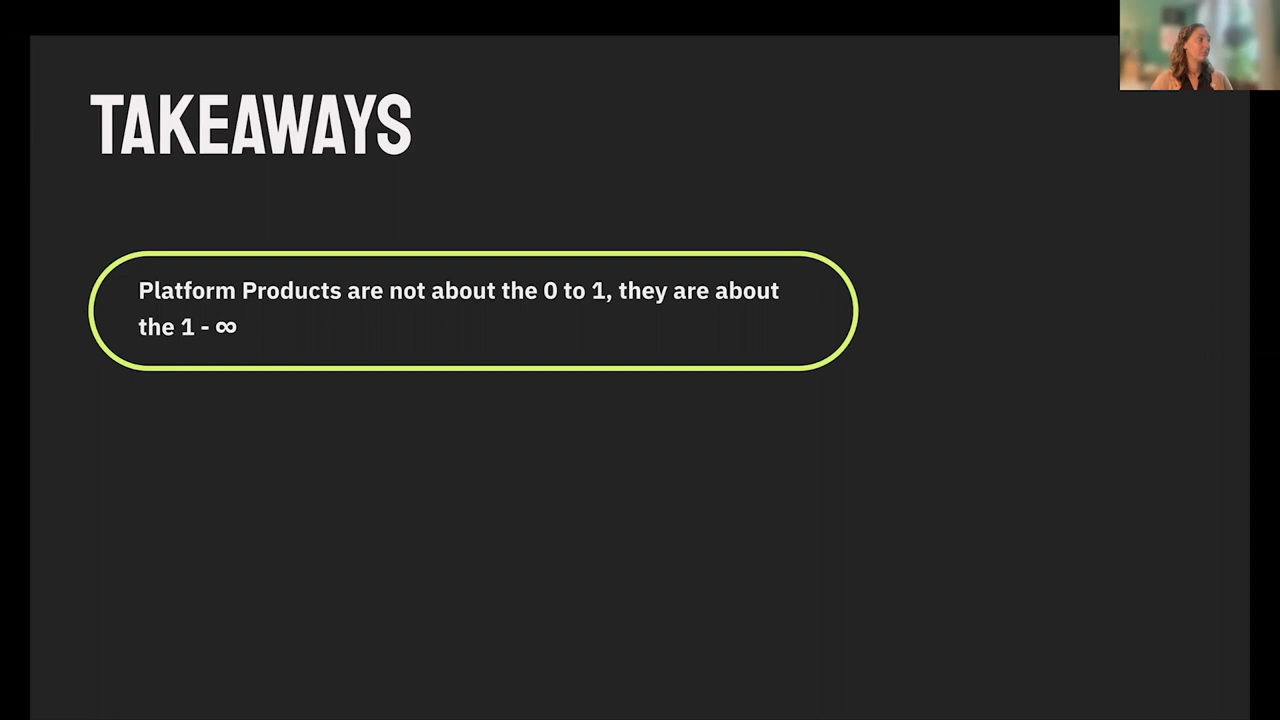 TAKEAWAYS
Platform Products are not about the 0 to 1, they are about
the 1 - ∞